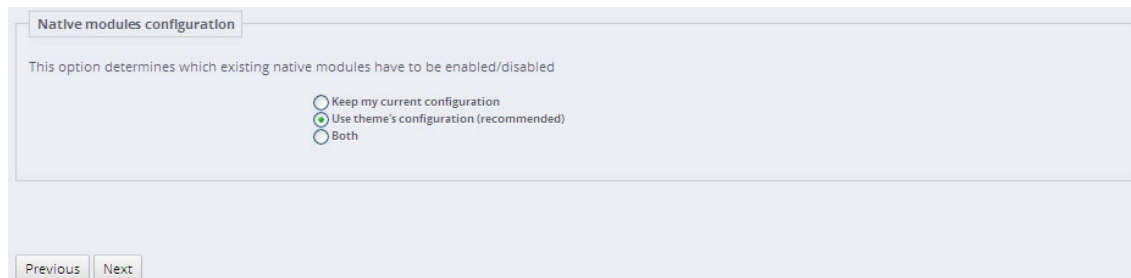 Native modules configuration
This option determines which existing native modules have to be enabled/disabled
Keep my current configuration
Use theme's configuration (recommended)
Both
Previous Next